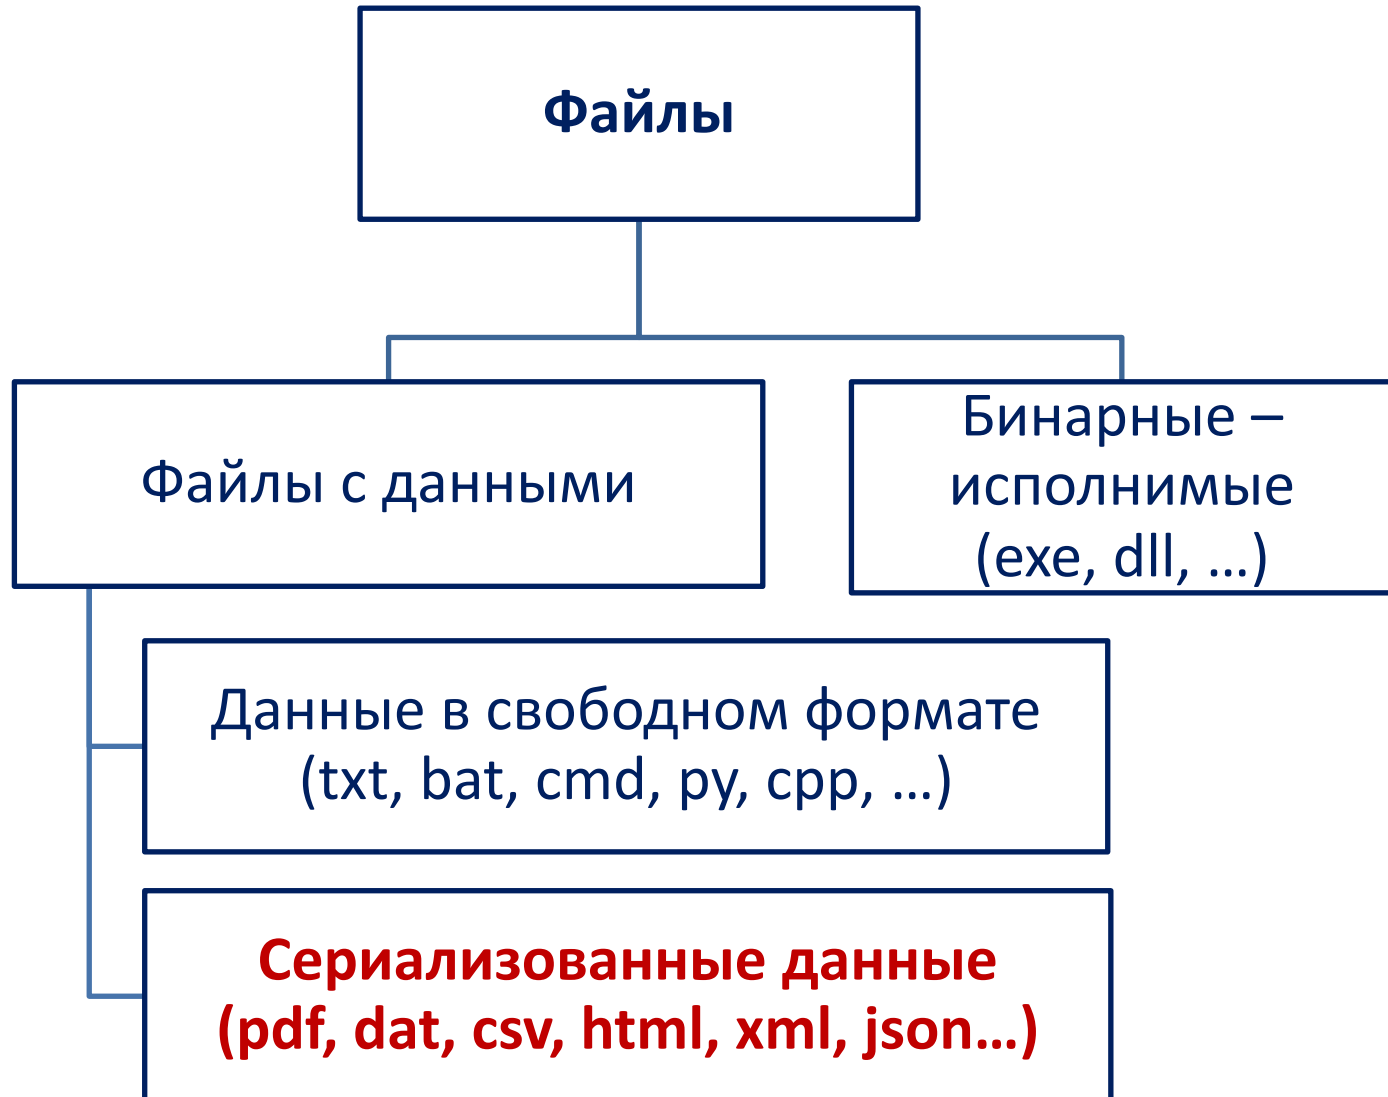 Файлы
Файлы с данными
Бинарные –
исполнимые
(exe, dll, …)
Данные в свободном формате
(txt, bat, cmd, py, cpp, …)
Сериализованные данные
(pdf, dat, csv, html, xml, json…)